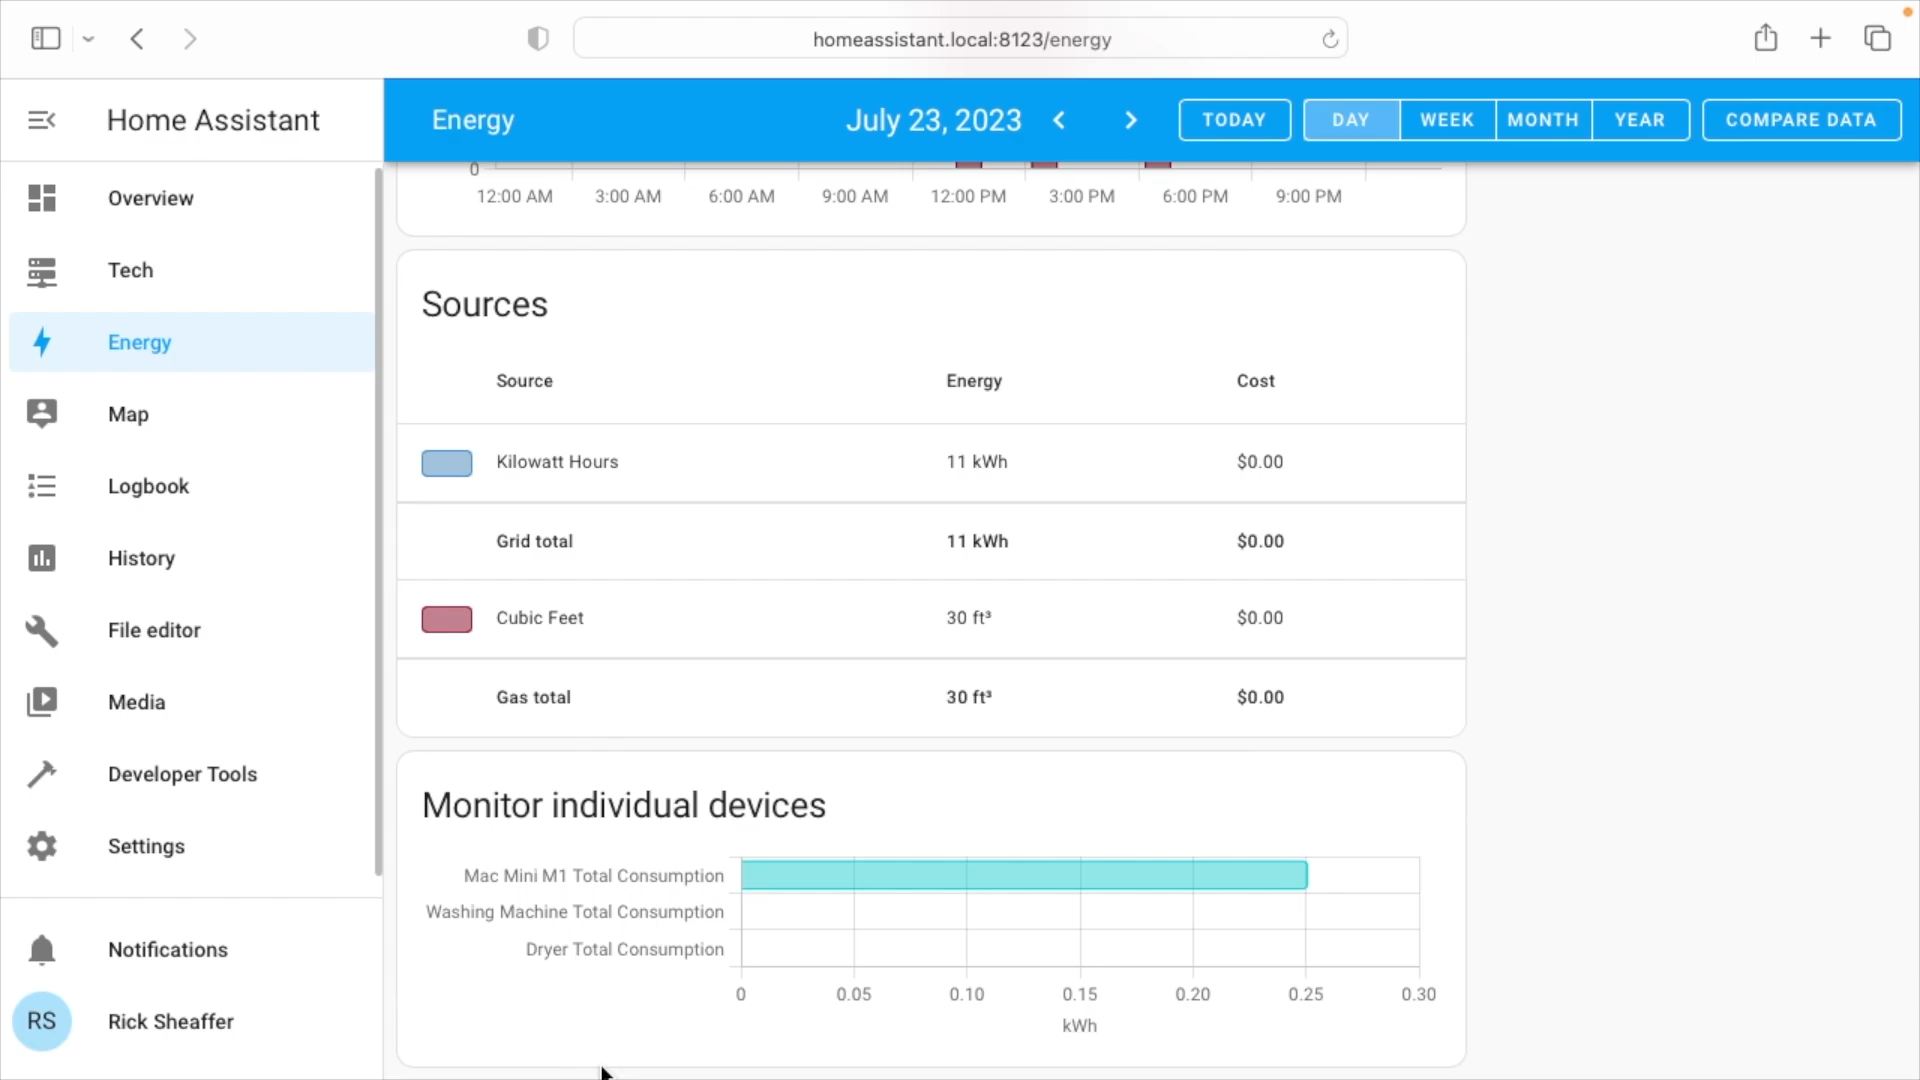 homeassistant.local:8123/energy
Home Assistant
Energy
July 23, 2023
TODAY
DAY
WEEK
MONTH
YEAR
COMPARE DATA
Overview
Tech
Energy
Map
Logbook
History
File editor
Media
Developer Tools
Settings
Notifications
RS
Rick Sheaffer
0
12:00 AM 3:00 AM 6:00 AM 9:00 AM 12:00 PM 3:00 PM 6:00 PM 9:00 PM
Sources
Source Energy Cost
Kilowatt Hours 11 kWh $0.00
Grid total 11 kWh $0.00
Cubic Feet 30 ft³ $0.00
Gas total 30 ft³ $0.00
Monitor individual devices
Mac Mini M1 Total Consumption
Washing Machine Total Consumption
Dryer Total Consumption
0 0.05 0.10 0.15 0.20 0.25 0.30
kWh